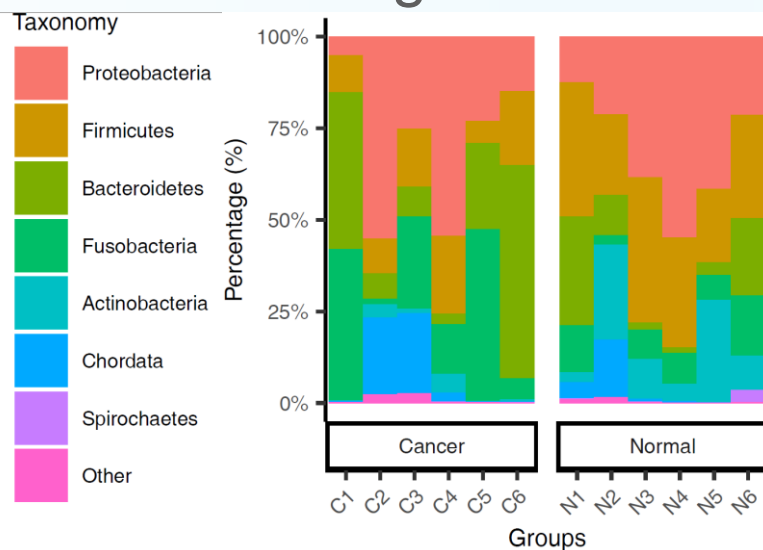 Taxonomy
Proteobacteria
Firmicutes
Bacteroidetes
Fusobacteria
Actinobacteria
Chordata
Spirochaetes
Other
Percentage (%)
100%
75%
50%
25%
0%
Cancer
Normal
C1 C2 C3 C4 C5 C6 N1 N2 N3 N4 N5 N6
Groups